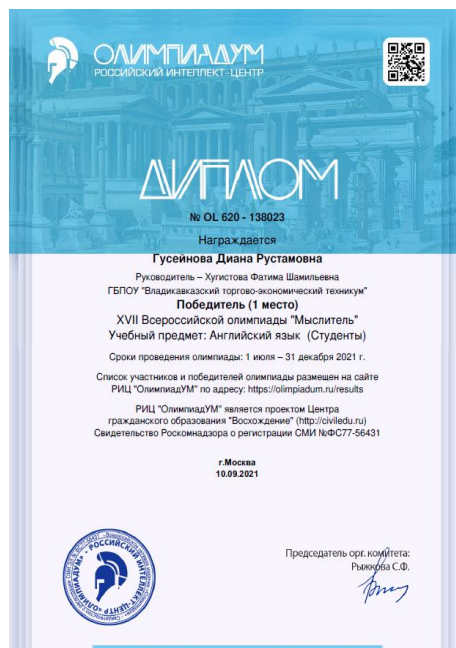 ОЛИМПИАДУМ
РОССИЙСКИЙ ИНТЕЛЛЕКТ-ЦЕНТР
ДИПЛОМ
№ OL 620 - 138023
Награждается
Гусейнова Диана Рустамовна
Руководитель – Хугистова Фатима Шамильевна
ГБПОУ "Владикавказский торгово-экономический техникум"
Победитель (1 место)
XVII Всероссийской олимпиады "Мыслитель"
Учебный предмет: Английский язык (Студенты)
Сроки проведения олимпиады: 1 июля – 31 декабря 2021 г.
Список участников и победителей олимпиады размещен на сайте
РИЦ "ОлимпиадУМ" по адресу: https://olimpiadum.ru/results
РИЦ "ОлимпиадУМ" является проектом Центра
гражданского образования "Восхождение" (http://civiledu.ru)
Свидетельство Роскомнадзора о регистрации СМИ №ФС77-56431
г.Москва
10.09.2021
Председатель орг. комитета:
Рыжкова С.Ф.
РОССИЙСКИЙ ИНТЕЛЛЕКТ-ЦЕНТР «ОЛИМПИАДУМ»